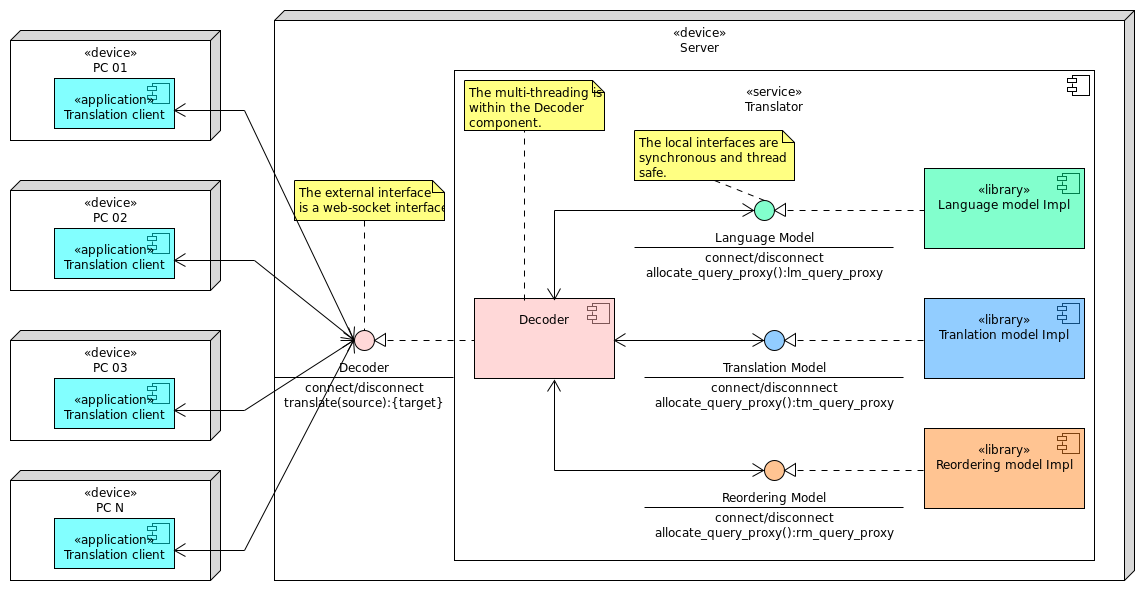 «device»
Server
«device»
PC 01
«application»
Translation client
«device»
PC 02
«application»
Translation client
«device»
PC 03
«application»
Translation client
«device»
PC N
«application»
Translation client
The external interface
is a web-socket interface
Decoder
connect/disconnect
translate(source):{target}
«service»
Translator
The multi-threading is
within the Decoder
component.
The local interfaces are
synchronous and thread
safe.
Decoder
Language Model
connect/disconnect
allocate_query_proxy():lm_query_proxy
«library»
Language model Impl
Translation Model
connect/disconnnect
allocate_query_proxy():tm_query_proxy
«library»
Tranlation model Impl
Reordering Model
connect/disconnect
allocate_query_proxy():rm_query_proxy
«library»
Reordering model Impl